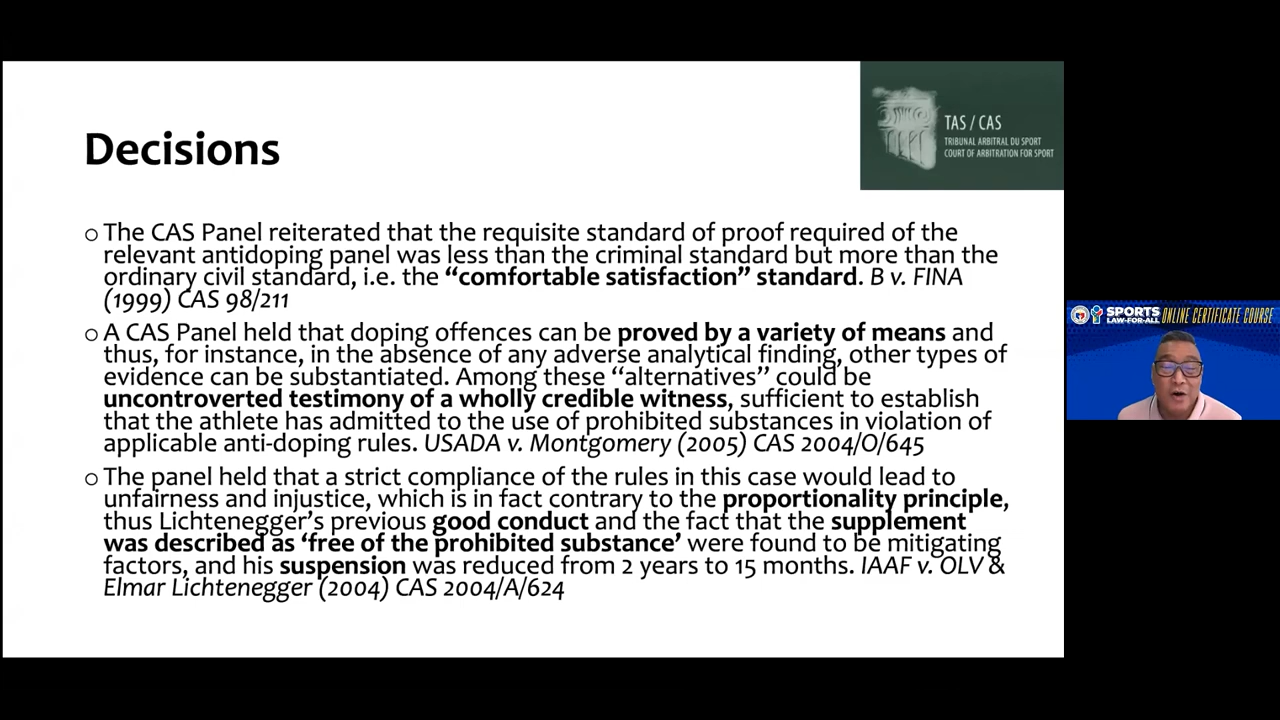 TAS / CAS
TRIBUNAL ARBITRAL DU SPORT
COURT OF ARBITRATION FOR SPORT
Decisions
o The CAS Panel reiterated that the requisite standard of proof required of the
relevant antidoping panel was less than the criminal standard but more than the
ordinary civil standard, i.e. the “comfortable satisfaction” standard. B v. FINA
(1999) CAS 98/211
o A CAS Panel held that doping offences can be proved by a variety of means and
thus, for instance, in the absence of any adverse analytical finding, other types of
evidence can be substantiated. Among these “alternatives” could be
uncontroverted testimony of a wholly credible witness, sufficient to establish
that the athlete has admitted to the use of prohibited substances in violation of
applicable anti-doping rules. USADA v. Montgomery (2005) CAS 2004/O/645
o The panel held that a strict compliance of the rules in this case would lead to
unfairness and injustice, which is in fact contrary to the proportionality principle,
thus Lichtenegger’s previous good conduct and the fact that the supplement
was described as ‘free of the prohibited substance’ were found to be mitigating
factors, and his suspension was reduced from 2 years to 15 months. IAAF v. OLV &
Elmar Lichtenegger (2004) CAS 2004/A/624
SPORTS
LAW-FOR-ALL
ONLINE CERTIFICATE COURSE